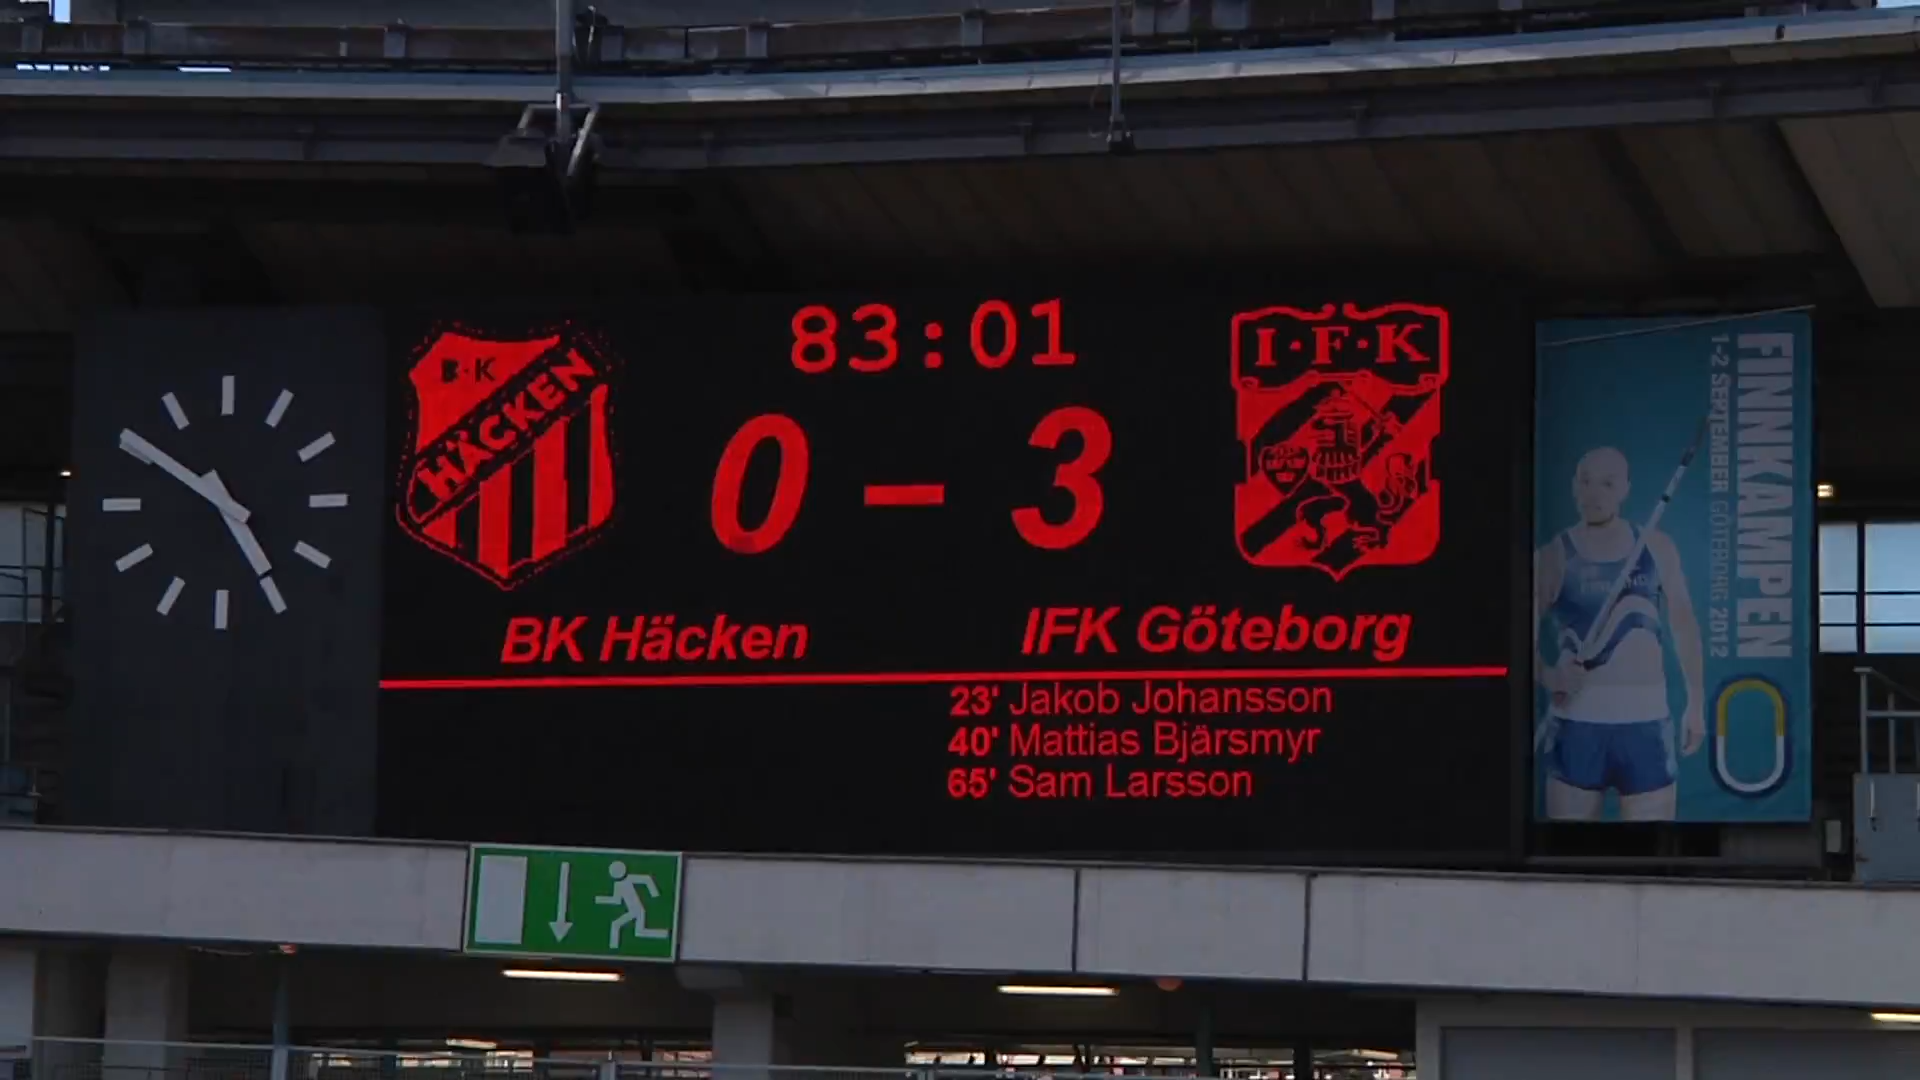 83:01
B·K
HÄCKEN
I·F·K
0 – 3
BK Häcken
IFK Göteborg
23' Jakob Johansson
40' Mattias Bjärsmyr
65' Sam Larsson
FINNKAMPEN
1-2 SEPTEMBER GÖTEBORG 2012